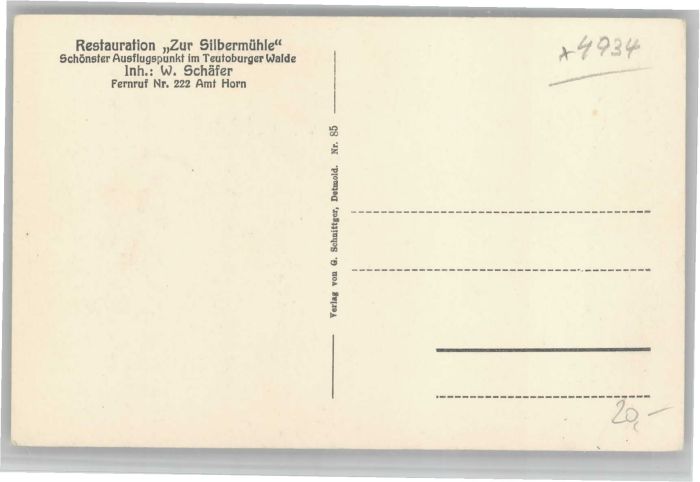 Restauration „Zur Silbermühle“
Schönster Ausflugspunkt im Teutoburger Walde
Inh.: W. Schäfer
Fernruf Nr. 222 Amt Horn
Verlag von G. Schnittger, Detmold. Nr. 85
*4934
20,—